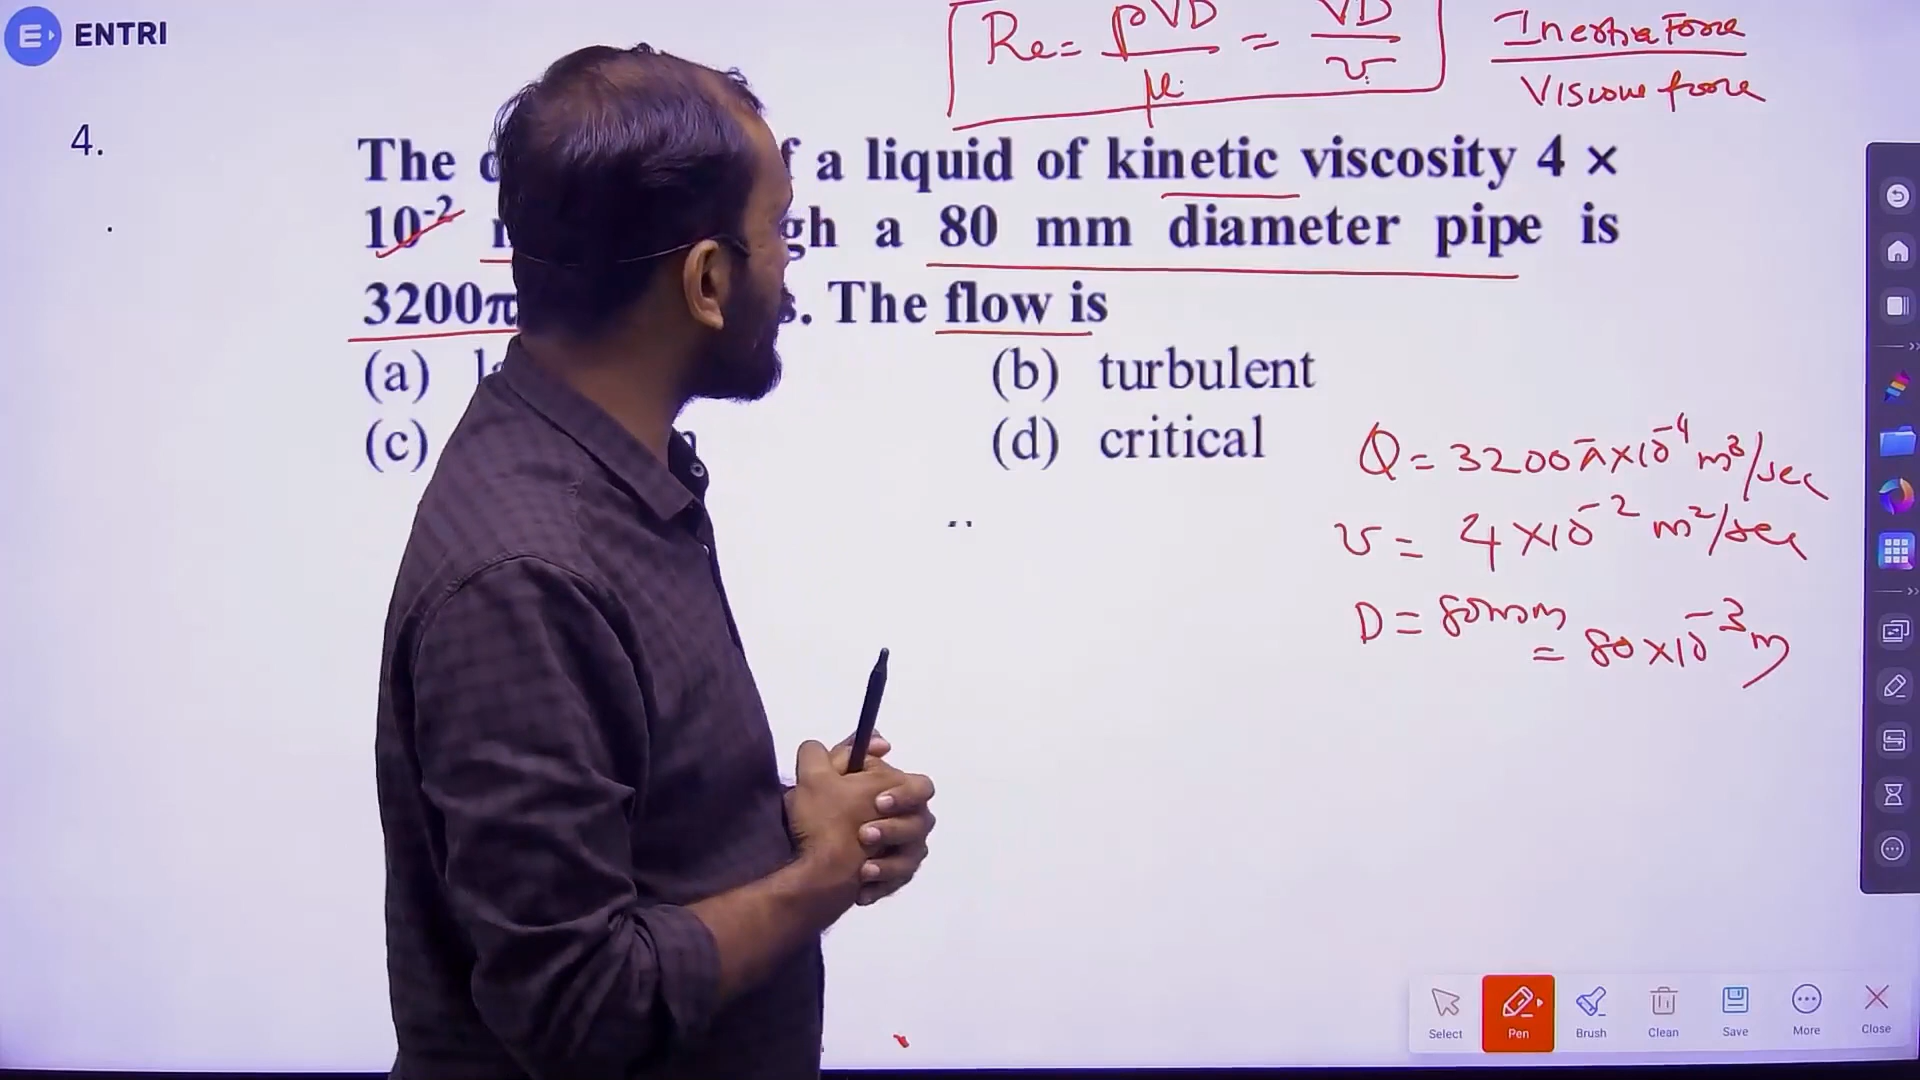 ENTRI
Re = ρVD/μ = VD/ν
Inertia Force
Viscous force
4.
The f a liquid of kinetic viscosity 4 ×
10-2 gh a 80 mm diameter pipe is
3200π s. The flow is
(a) (b) turbulent
(c) (d) critical
Q = 3200π×10-4 m3/sec
ν = 4×10-2 m2/sec
D = 80mm
= 80×10-3 m
Select Pen Brush Clean Save More Close